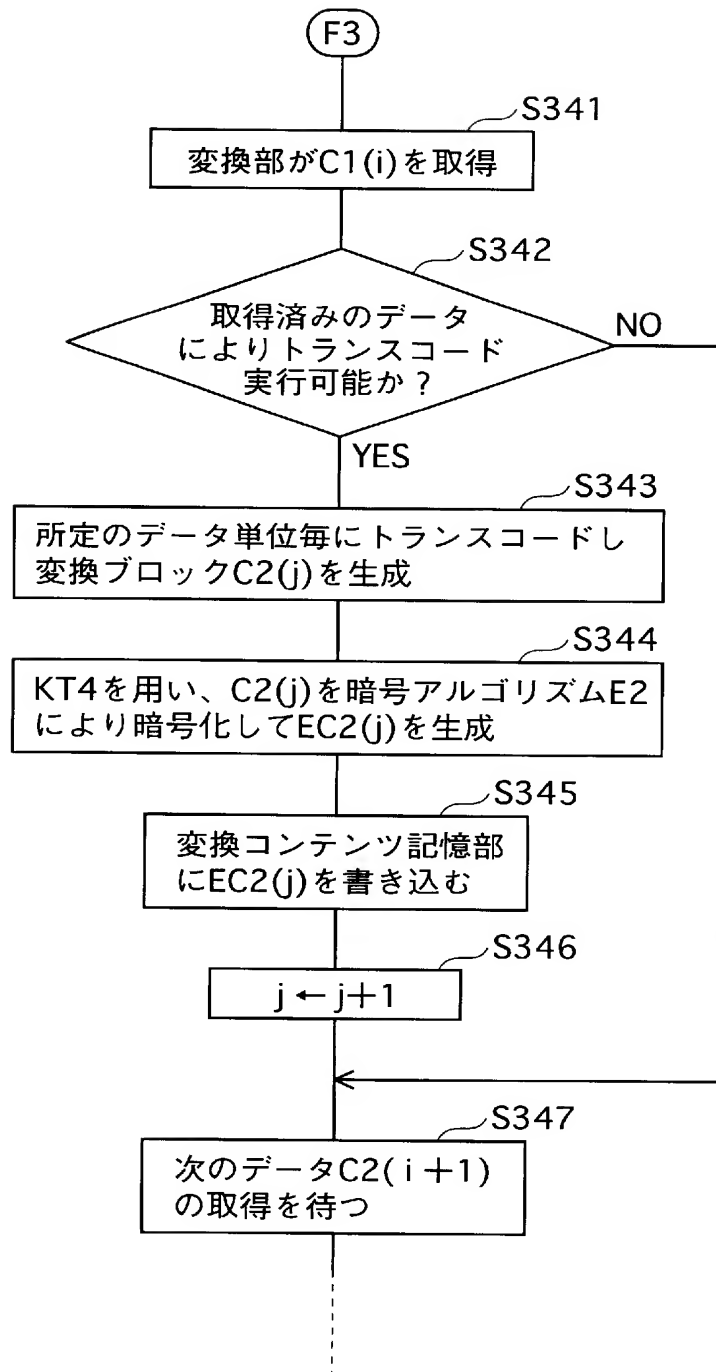 F3
S341
変換部がC1(i)を取得
S342
取得済みのデータ
によりトランスコード
実行可能か？
NO
YES
S343
所定のデータ単位毎にトランスコードし
変換ブロックC2(j)を生成
S344
KT4を用い、C2(j)を暗号アルゴリズムE2
により暗号化してEC2(j)を生成
S345
変換コンテンツ記憶部
にEC2(j)を書き込む
S346
j←j+1
S347
次のデータC2(i+1)
の取得を待つ